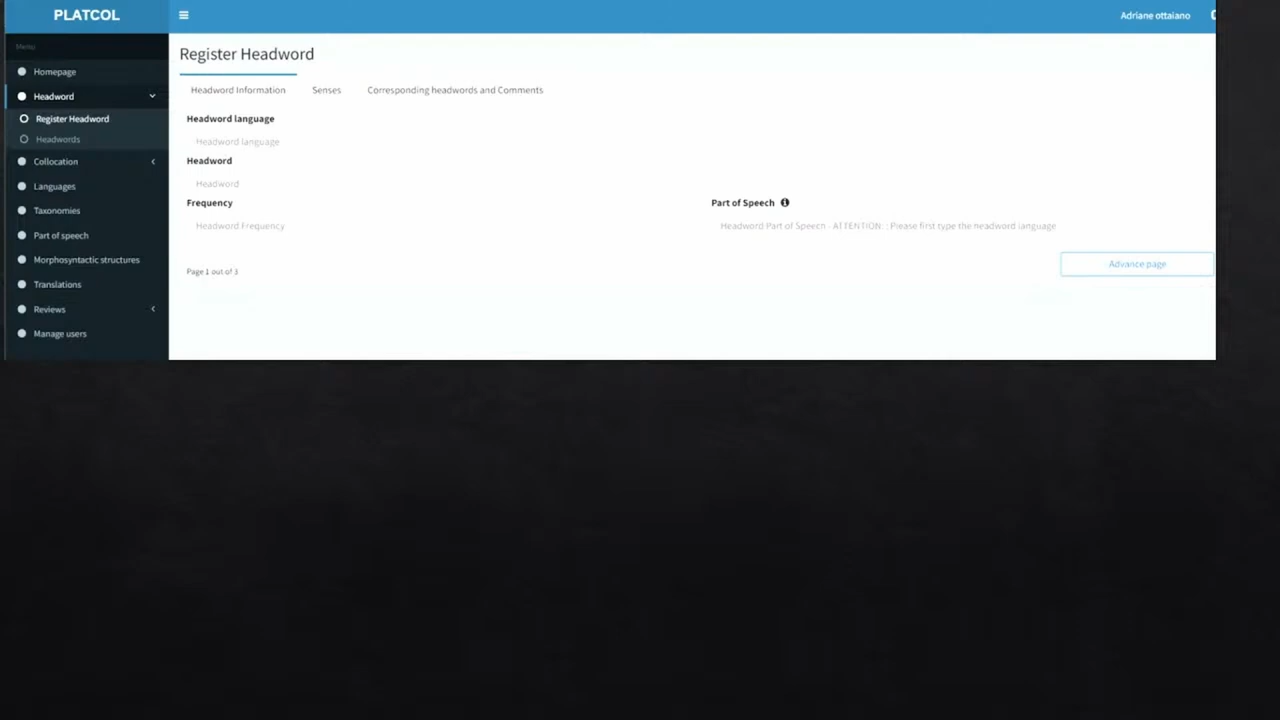 PLATCOL
Adriane ottaiano
Menu
Homepage
Headword
Register Headword
Headwords
Collocation
Languages
Taxonomies
Part of speech
Morphosyntactic structures
Translations
Reviews
Manage users
Register Headword
Headword Information
Senses
Corresponding headwords and Comments
Headword language
Headword language
Headword
Headword
Frequency
Headword Frequency
Part of Speech
Headword Part of Speech - ATTENTION: : Please first type the headword language
Page 1 out of 3
Advance page